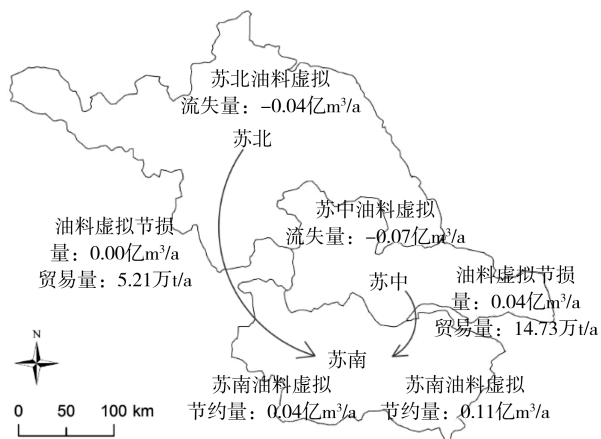 苏北油料虚拟
流失量：-0.04亿m³/a
苏北
苏中油料虚拟
流失量：-0.07亿m³/a
油料虚拟节损
量：0.00亿m³/a
贸易量：5.21万t/a
苏中
油料虚拟节损
量：0.04亿m³/a
贸易量：14.73万t/a
N
苏南
苏南油料虚拟
节约量：0.04亿m³/a
苏南油料虚拟
节约量：0.11亿m³/a
0 50 100 km